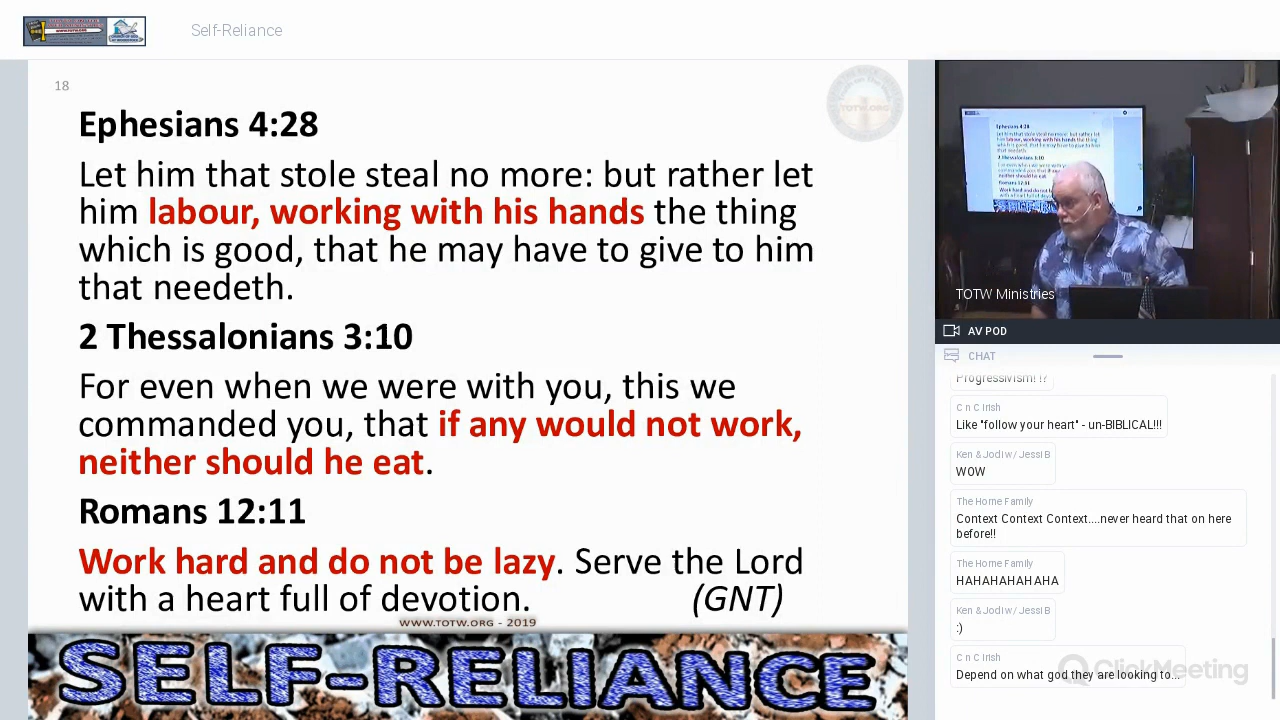 Self-Reliance
18
TOTW.ORG
Ephesians 4:28
Let him that stole steal no more: but rather let
him labour, working with his hands the thing
which is good, that he may have to give to him
that needeth.
2 Thessalonians 3:10
For even when we were with you, this we
commanded you, that if any would not work,
neither should he eat.
Romans 12:11
Work hard and do not be lazy. Serve the Lord
with a heart full of devotion. (GNT)
WWW.TOTW.ORG - 2019
SELF-RELIANCE
TOTW Ministries
AV POD
CHAT
Progressivism! !?
C n C Irish
Like "follow your heart" - un-BIBLICAL!!!
Ken & Jodi w/ Jessi B
WOW
The Home Family
Context Context Context....never heard that on here
before!!
The Home Family
HAHAHAHAHAHA
Ken & Jodi w/ Jessi B
:)
C n C Irish
Depend on what god they are looking to...
ClickMeeting